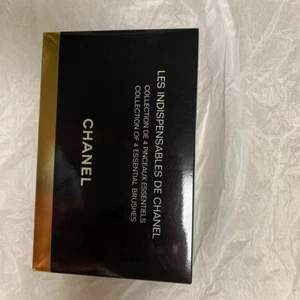 LES INDISPENSABLES DE CHANEL
COLLECTION DE 4 PINCEAUX ESSENTIELS
COLLECTION OF 4 ESSENTIAL BRUSHES
CHANEL